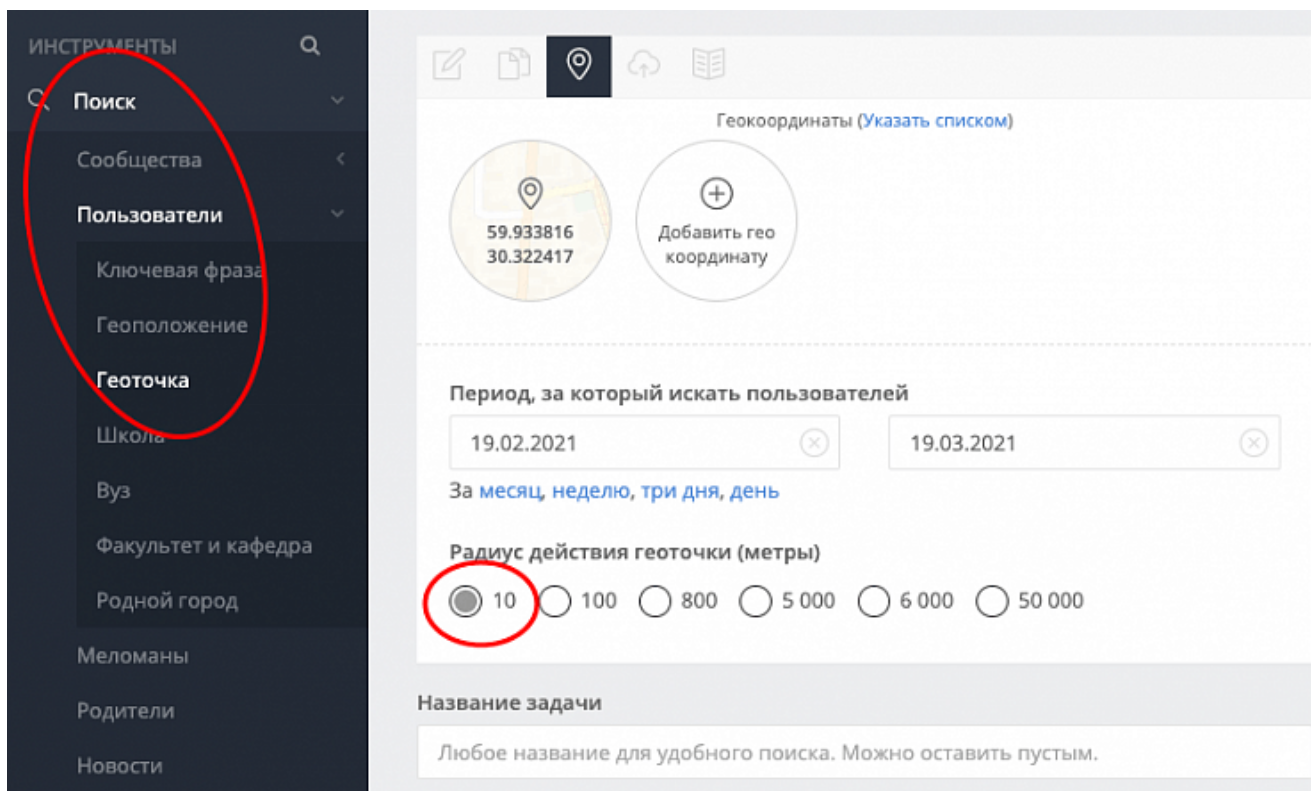 ИНСТРУМЕНТЫ
Поиск
Сообщества
Пользователи
Ключевая фраза
Геоположение
Геоточка
Школа
Вуз
Факультет и кафедра
Родной город
Меломаны
Родители
Новости
Геокоординаты (Указать списком)
59.933816
30.322417
Добавить гео
координату
Период, за который искать пользователей
19.02.2021 19.03.2021
За месяц, неделю, три дня, день
Радиус действия геоточки (метры)
10 100 800 5 000 6 000 50 000
Название задачи
Любое название для удобного поиска. Можно оставить пустым.